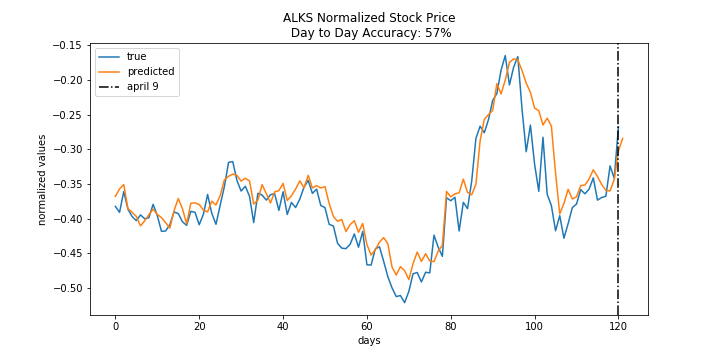 ALKS Normalized Stock Price
Day to Day Accuracy: 57%
true
predicted
april 9
normalized values
−0.15
−0.20
−0.25
−0.30
−0.35
−0.40
−0.45
−0.50
0
20
40
60
80
100
120
days